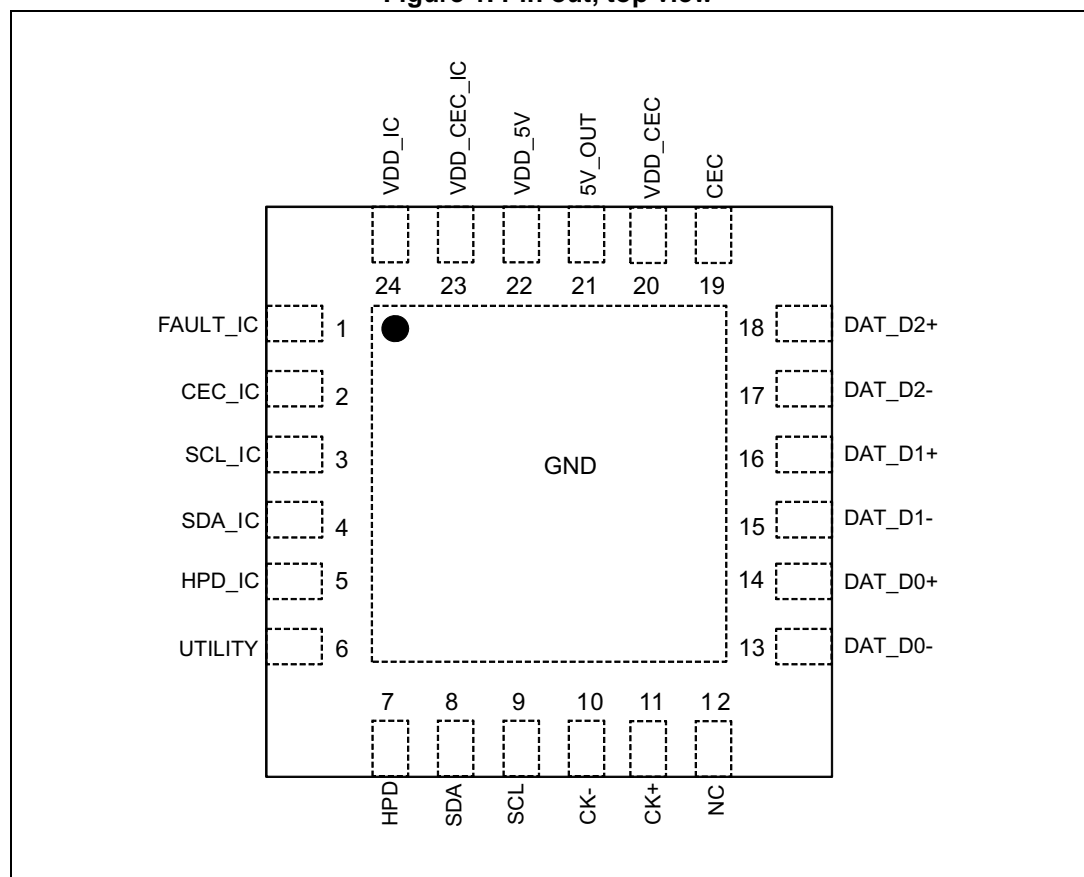 Figure 1. Pin out, top view
VDD_IC
VDD_CEC_IC
VDD_5V
5V_OUT
VDD_CEC
CEC
24 23 22 21 20 19
FAULT_IC 1
CEC_IC 2
SCL_IC 3
SDA_IC 4
HPD_IC 5
UTILITY 6
GND
18 DAT_D2+
17 DAT_D2-
16 DAT_D1+
15 DAT_D1-
14 DAT_D0+
13 DAT_D0-
7 8 9 10 11 12
HPD
SDA
SCL
CK-
CK+
NC